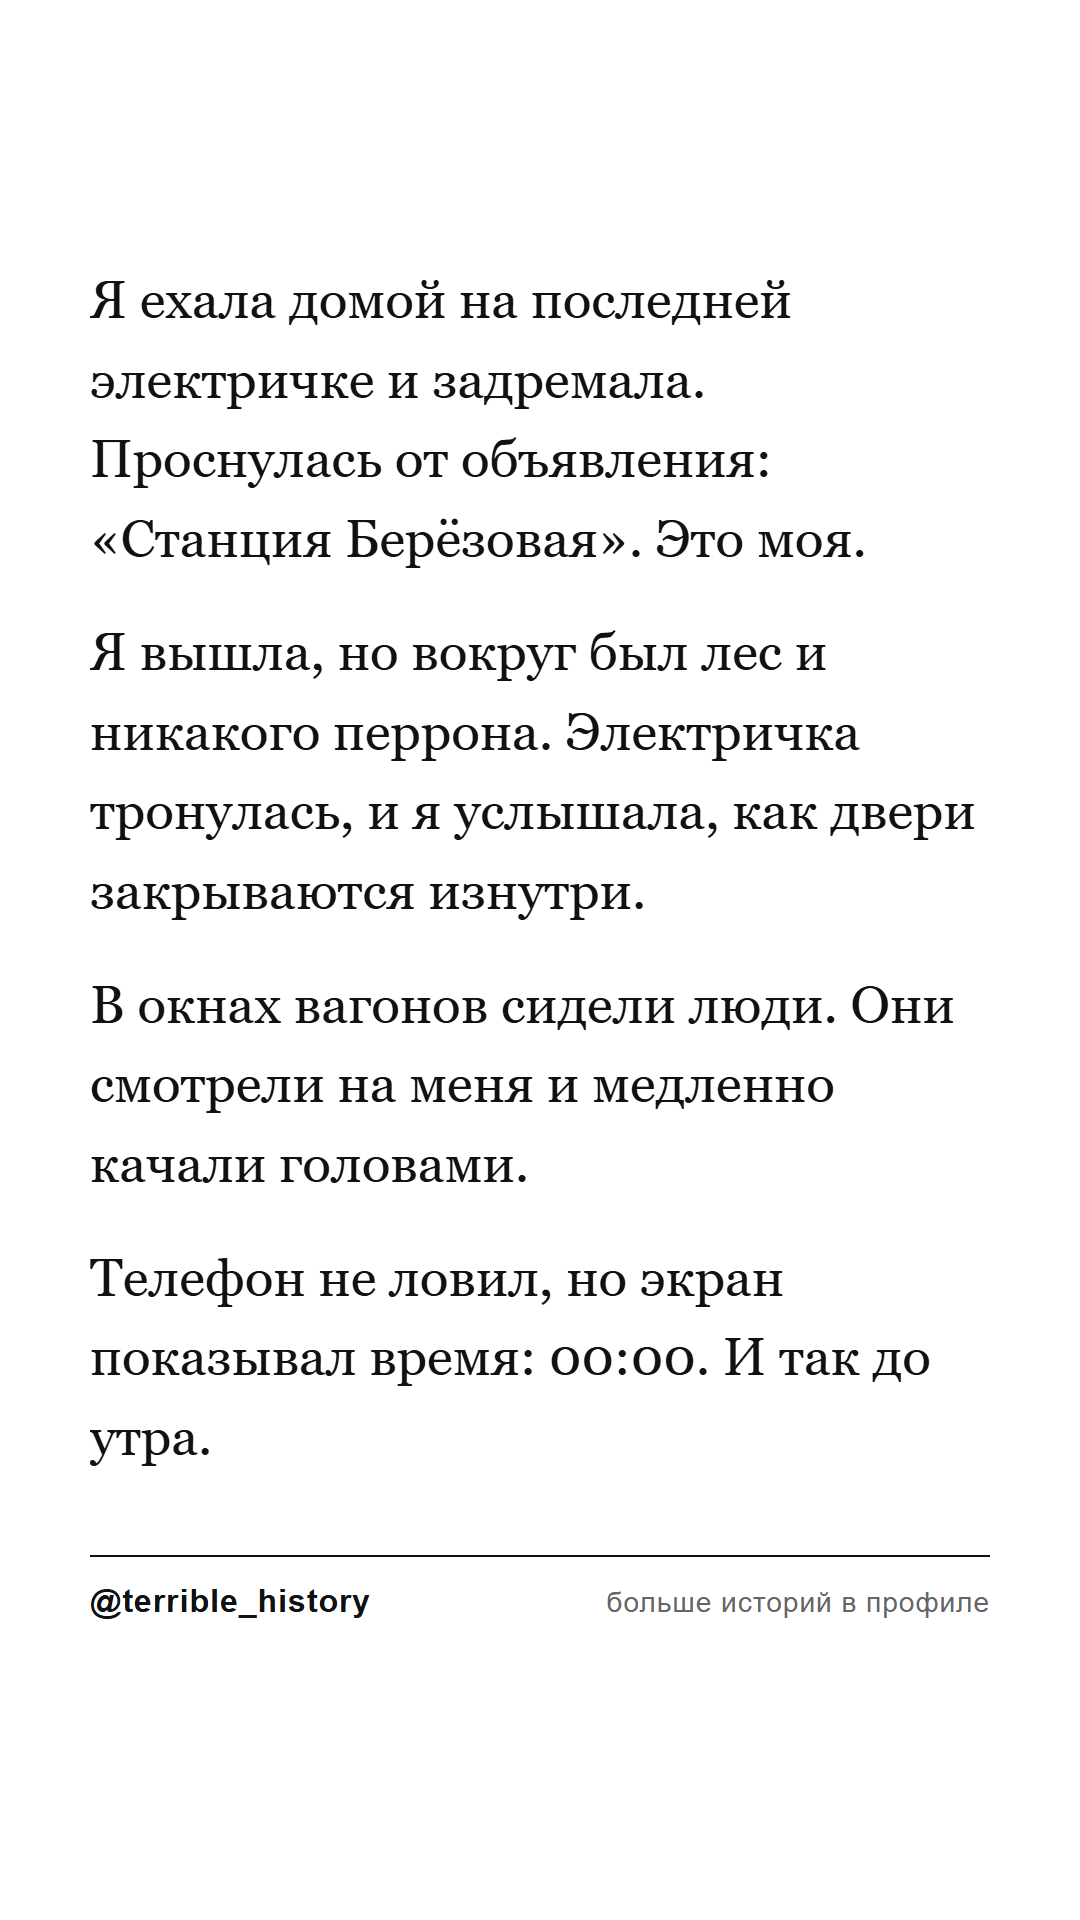 Я ехала домой на последней
электричке и задремала.
Проснулась от объявления:
«Станция Берёзовая». Это моя.
Я вышла, но вокруг был лес и
никакого перрона. Электричка
тронулась, и я услышала, как двери
закрываются изнутри.
В окнах вагонов сидели люди. Они
смотрели на меня и медленно
качали головами.
Телефон не ловил, но экран
показывал время: 00:00. И так до
утра.
@terrible_history
больше историй в профиле